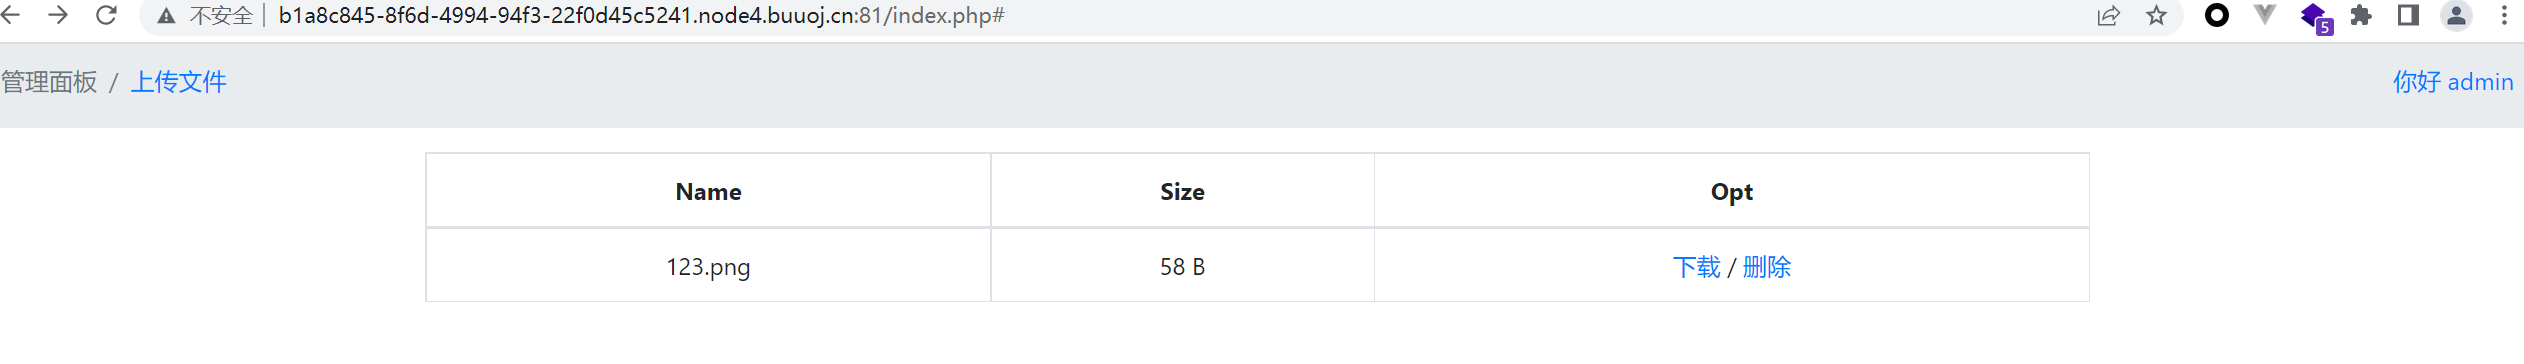 不安全 b1a8c845-8f6d-4994-94f3-22f0d45c5241.node4.buuoj.cn:81/index.php# 5
管理面板 / 上传文件 你好 admin
Name Size Opt
123.png 58 B 下载 / 删除